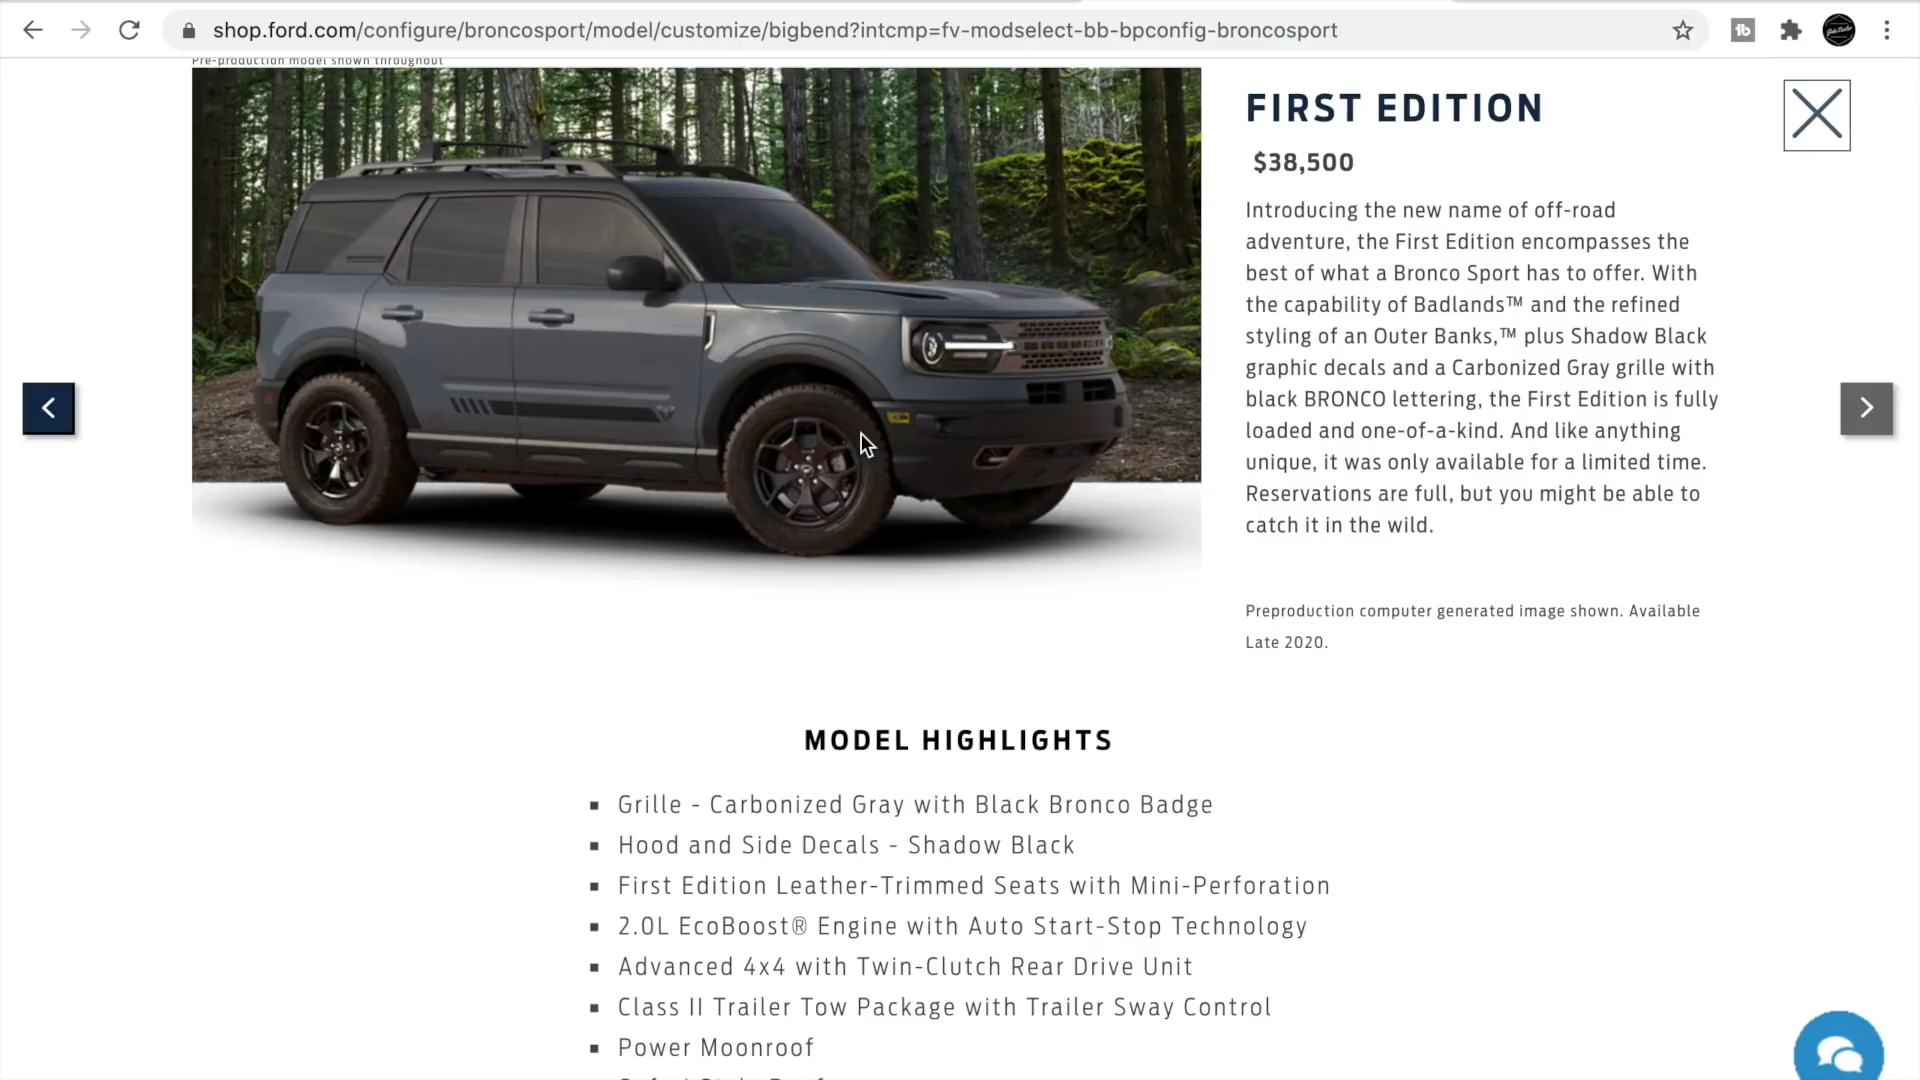 shop.ford.com/configure/broncosport/model/customize/bigbend?intcmp=fv-modselect-bb-bpconfig-broncosport
Pre-production model shown throughout
FIRST EDITION
$38,500
Introducing the new name of off-road
adventure, the First Edition encompasses the
best of what a Bronco Sport has to offer. With
the capability of Badlands™ and the refined
styling of an Outer Banks,™ plus Shadow Black
graphic decals and a Carbonized Gray grille with
black BRONCO lettering, the First Edition is fully
loaded and one-of-a-kind. And like anything
unique, it was only available for a limited time.
Reservations are full, but you might be able to
catch it in the wild.
Preproduction computer generated image shown. Available
Late 2020.
MODEL HIGHLIGHTS
▪ Grille - Carbonized Gray with Black Bronco Badge
▪ Hood and Side Decals - Shadow Black
▪ First Edition Leather-Trimmed Seats with Mini-Perforation
▪ 2.0L EcoBoost® Engine with Auto Start-Stop Technology
▪ Advanced 4x4 with Twin-Clutch Rear Drive Unit
▪ Class II Trailer Tow Package with Trailer Sway Control
▪ Power Moonroof